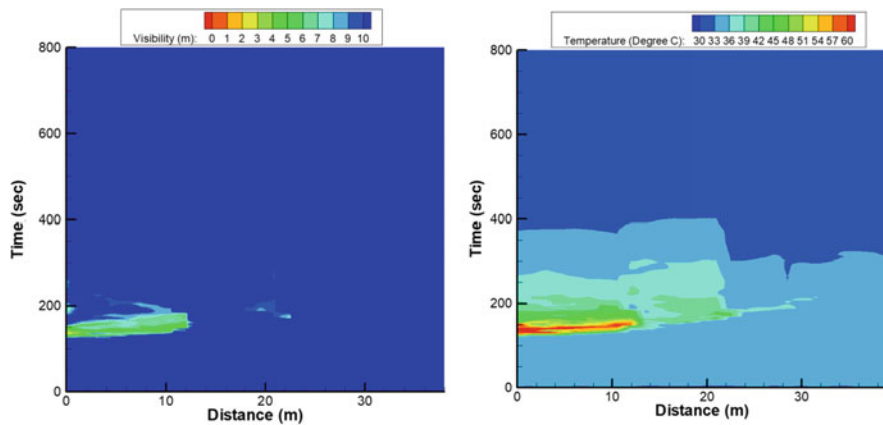 Visibility (m): 0 1 2 3 4 5 6 7 8 9 10
800
600
400
200
0
Time (sec)
0 10 20 30
Distance (m)
Temperature (Degree C): 30 33 36 39 42 45 48 51 54 57 60
800
600
400
200
0
Time (sec)
0 10 20 30
Distance (m)